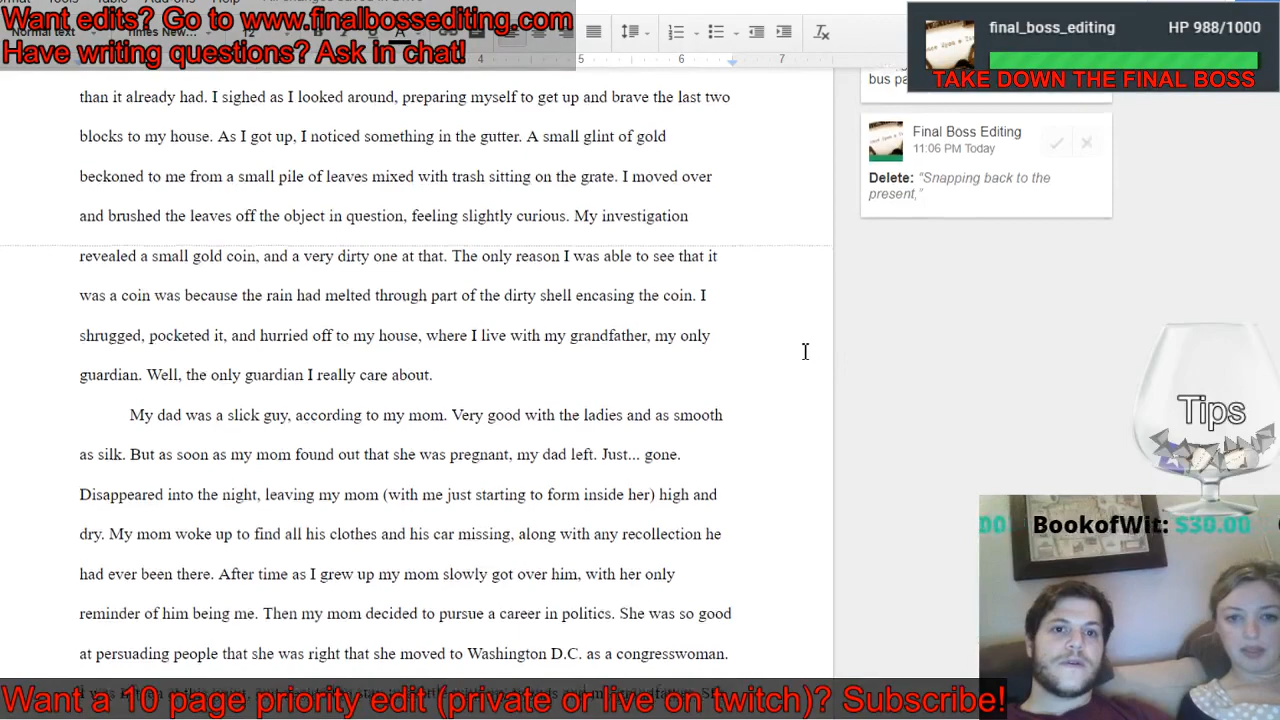 Want edits? Go to www.finalbossediting.com
Have writing questions? Ask in chat!
final_boss_editing HP 988/1000
TAKE DOWN THE FINAL BOSS
4 5 6 7
bus pa
Final Boss Editing
11:06 PM Today
Delete: "Snapping back to the
present,"
than it already had. I sighed as I looked around, preparing myself to get up and brave the last two
blocks to my house. As I got up, I noticed something in the gutter. A small glint of gold
beckoned to me from a small pile of leaves mixed with trash sitting on the grate. I moved over
and brushed the leaves off the object in question, feeling slightly curious. My investigation
revealed a small gold coin, and a very dirty one at that. The only reason I was able to see that it
was a coin was because the rain had melted through part of the dirty shell encasing the coin. I
shrugged, pocketed it, and hurried off to my house, where I live with my grandfather, my only
guardian. Well, the only guardian I really care about.
My dad was a slick guy, according to my mom. Very good with the ladies and as smooth
as silk. But as soon as my mom found out that she was pregnant, my dad left. Just... gone.
Disappeared into the night, leaving my mom (with me just starting to form inside her) high and
dry. My mom woke up to find all his clothes and his car missing, along with any recollection he
had ever been there. After time as I grew up my mom slowly got over him, with her only
reminder of him being me. Then my mom decided to pursue a career in politics. She was so good
at persuading people that she was right that she moved to Washington D.C. as a congresswoman.
Tips
00 BookofWit: $30.00
Want a 10 page priority edit (private or live on twitch)? Subscribe!